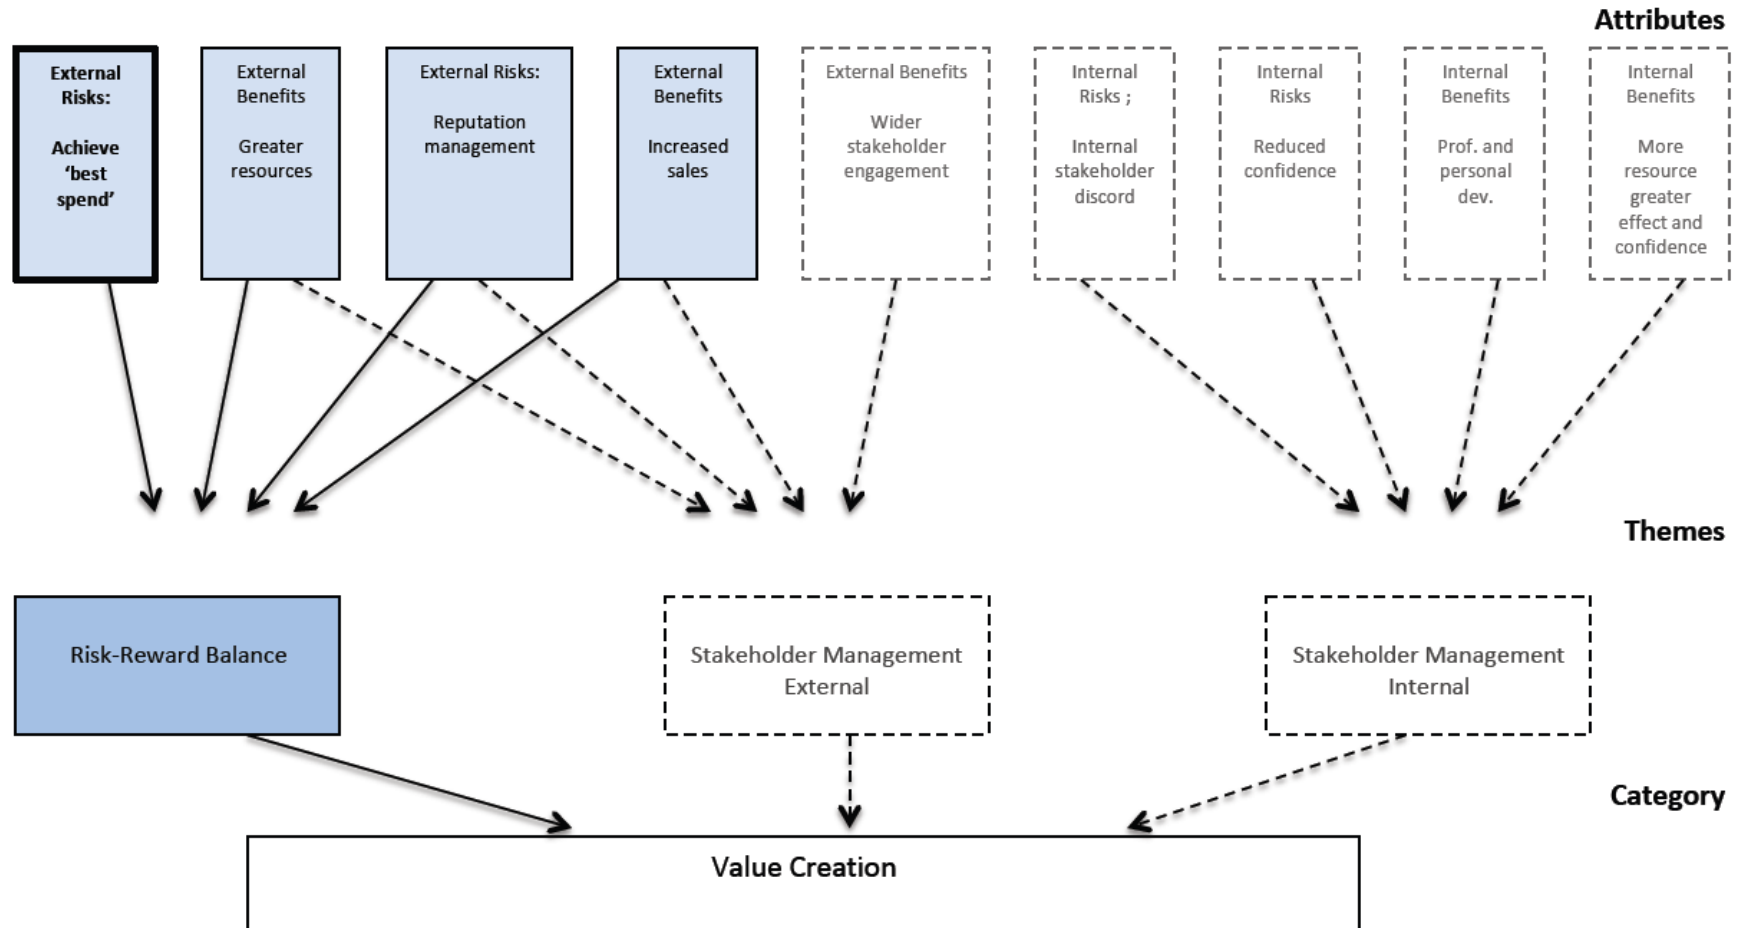 Attributes
External
Risks:
Achieve
‘best
spend’
External
Benefits
Greater
resources
External Risks:
Reputation
management
External
Benefits
Increased
sales
External Benefits
Wider
stakeholder
engagement
Internal
Risks ;
Internal
stakeholder
discord
Internal
Risks
Reduced
confidence
Internal
Benefits
Prof. and
personal
dev.
Internal
Benefits
More
resource
greater
effect and
confidence
Themes
Risk-Reward Balance
Stakeholder Management
External
Stakeholder Management
Internal
Category
Value Creation